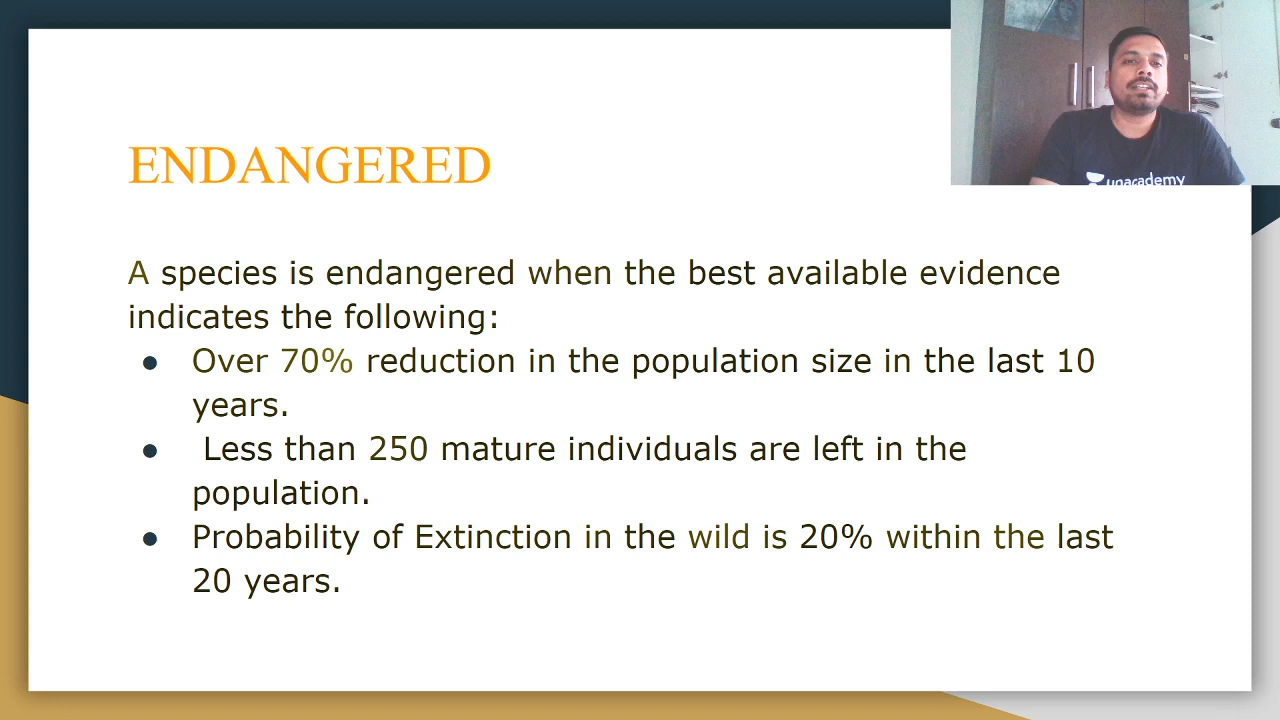 ENDANGERED
A species is endangered when the best available evidence
indicates the following:
● Over 70% reduction in the population size in the last 10
years.
● Less than 250 mature individuals are left in the
population.
● Probability of Extinction in the wild is 20% within the last
20 years.
unacademy